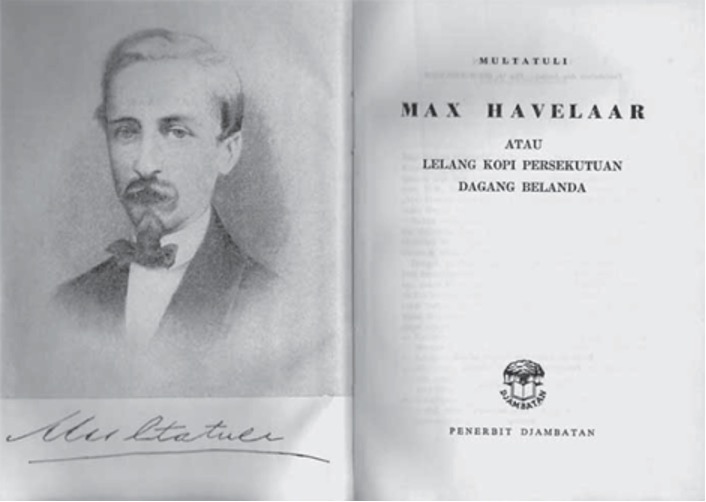 Multatuli
MULTATULI
MAX HAVELAAR
ATAU
LELANG KOPI PERSEKUTUAN
DAGANG BELANDA
DJAMBATAN
PENERBIT DJAMBATAN